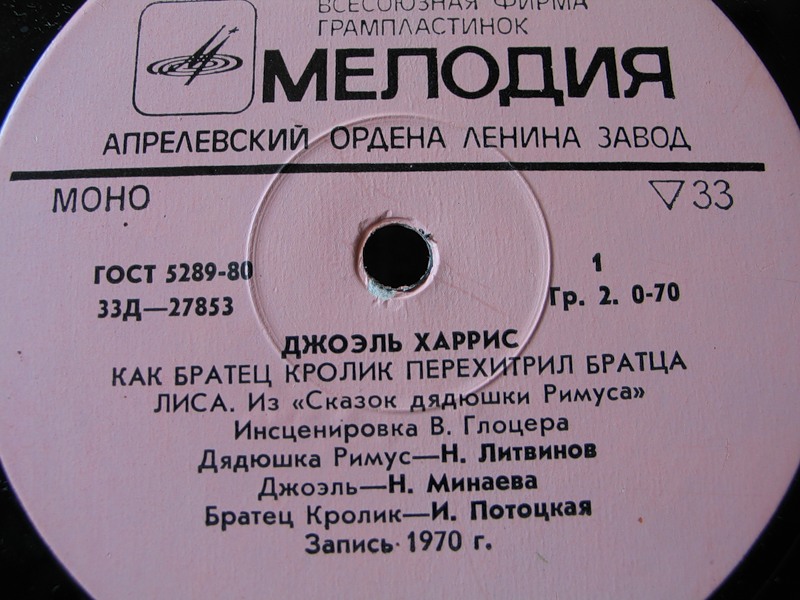 ВСЕСОЮЗНАЯ ФИРМА
ГРАМПЛАСТИНОК
МЕЛОДИЯ
АПРЕЛЕВСКИЙ ОРДЕНА ЛЕНИНА ЗАВОД
МОНО ▽33
ГОСТ 5289-80 1
33Д—27853 Гр. 2. 0-70
ДЖОЭЛЬ ХАРРИС
КАК БРАТЕЦ КРОЛИК ПЕРЕХИТРИЛ БРАТЦА
ЛИСА. Из «Сказок дядюшки Римуса»
Инсценировка В. Глоцера
Дядюшка Римус—Н. Литвинов
Джоэль—Н. Минаева
Братец Кролик—И. Потоцкая
Запись 1970 г.